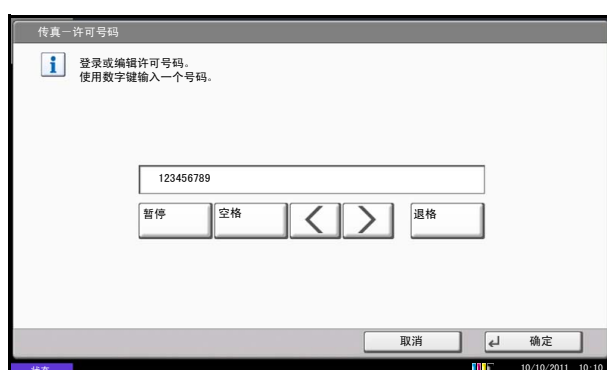 传真－许可号码
登录或编辑许可号码。
使用数字键输入一个号码。
123456789
暂停 空格 退格
取消 确定
状态 10/10/2011 10:10